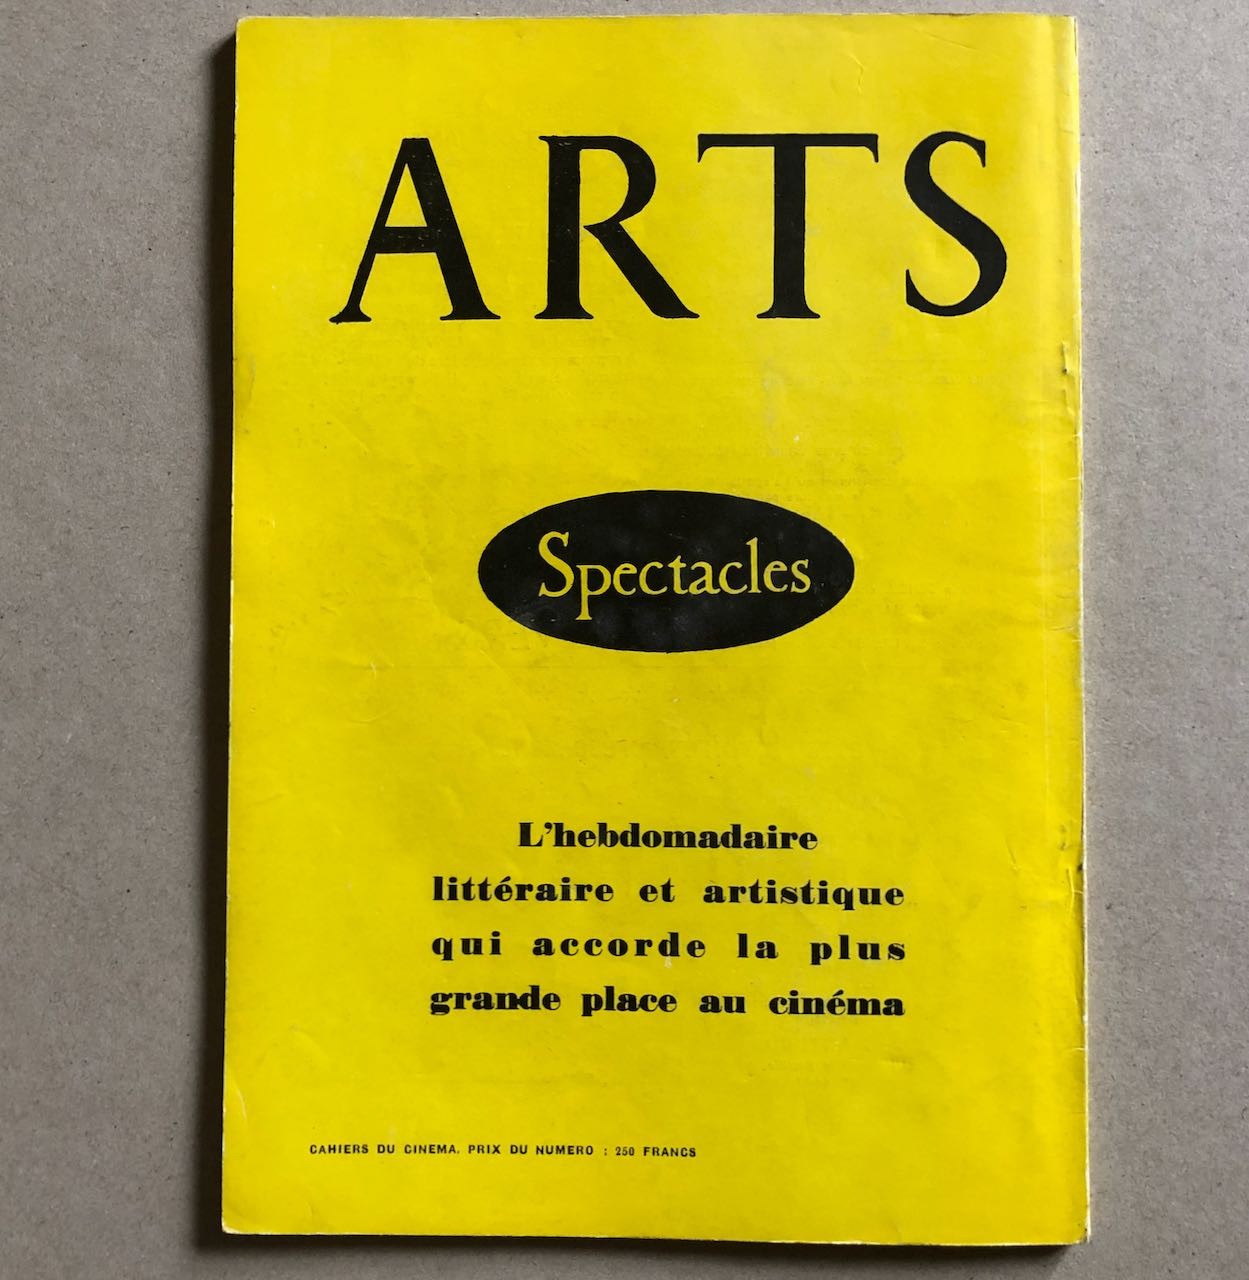 ARTS
Spectacles
L'hebdomadaire
littéraire et artistique
qui accorde la plus
grande place au cinéma
CAHIERS DU CINEMA. PRIX DU NUMERO : 250 FRANCS